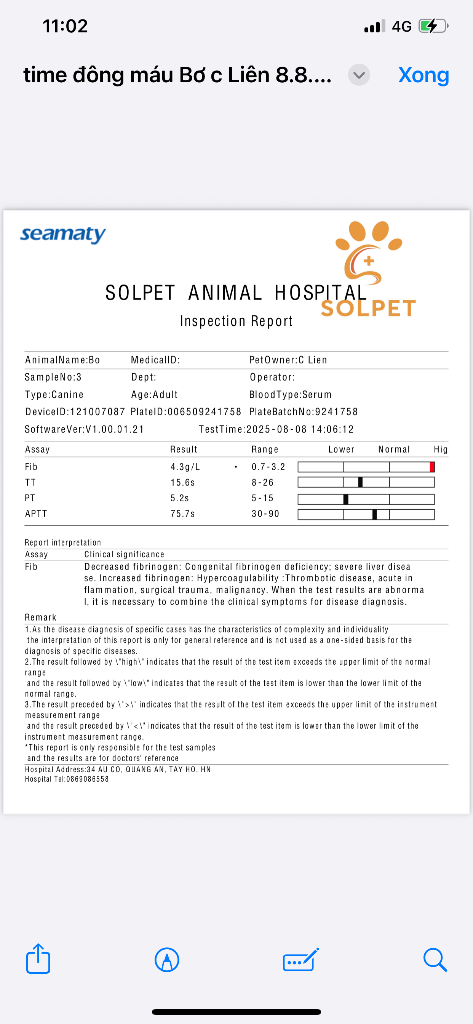 11:02 4G
time đông máu Bơ c Liên 8.8.... Xong
seamaty
SOLPET ANIMAL HOSPITAL
SOLPET
Inspection Report
AnimalName:Bo MedicalID: PetOwner:C Lien
SampleNo:3 Dept: Operator:
Type:Canine Age:Adult BloodType:Serum
DeviceID:121007087 PlateID:006509241758 PlateBatchNo:9241758
SoftwareVer:V1.00.01.21 TestTime:2025-08-08 14:06:12
Assay Result Range Lower Normal Hig
Fib 4.3g/L • 0.7-3.2
TT 15.6s 8-26
PT 5.2s 5-15
APTT 75.7s 30-90
Report interpretation
Assay Clinical significance
Fib Decreased fibrinogen: Congenital fibrinogen deficiency; severe liver disea
se. Increased fibrinogen: Hypercoagulability :Thrombotic disease, acute in
flammation, surgical trauma, malignancy. When the test results are abnorma
l, it is necessary to combine the clinical symptoms for disease diagnosis.
Remark
1.As the disease diagnosis of specific cases has the characteristics of complexity and individuality
the interpretation of this report is only for general reference and is not used as a one-sided basis for the
diagnosis of specific diseases.
2.The result followed by \"high\" indicates that the result of the test item exceeds the upper limit of the normal
range
and the result followed by \"low\" indicates that the result of the test item is lower than the lower limit of the
normal range.
3.The result preceded by \">\" indicates that the result of the test item exceeds the upper limit of the instrument
measurement range
and the result preceded by \"<\" indicates that the result of the test item is lower than the lower limit of the
instrument measurement range.
*This report is only responsible for the test samples
and the results are for doctors' reference
Hospital Address:34 AU CO, QUANG AN, TAY HO, HN
Hospital Tel:0869086558